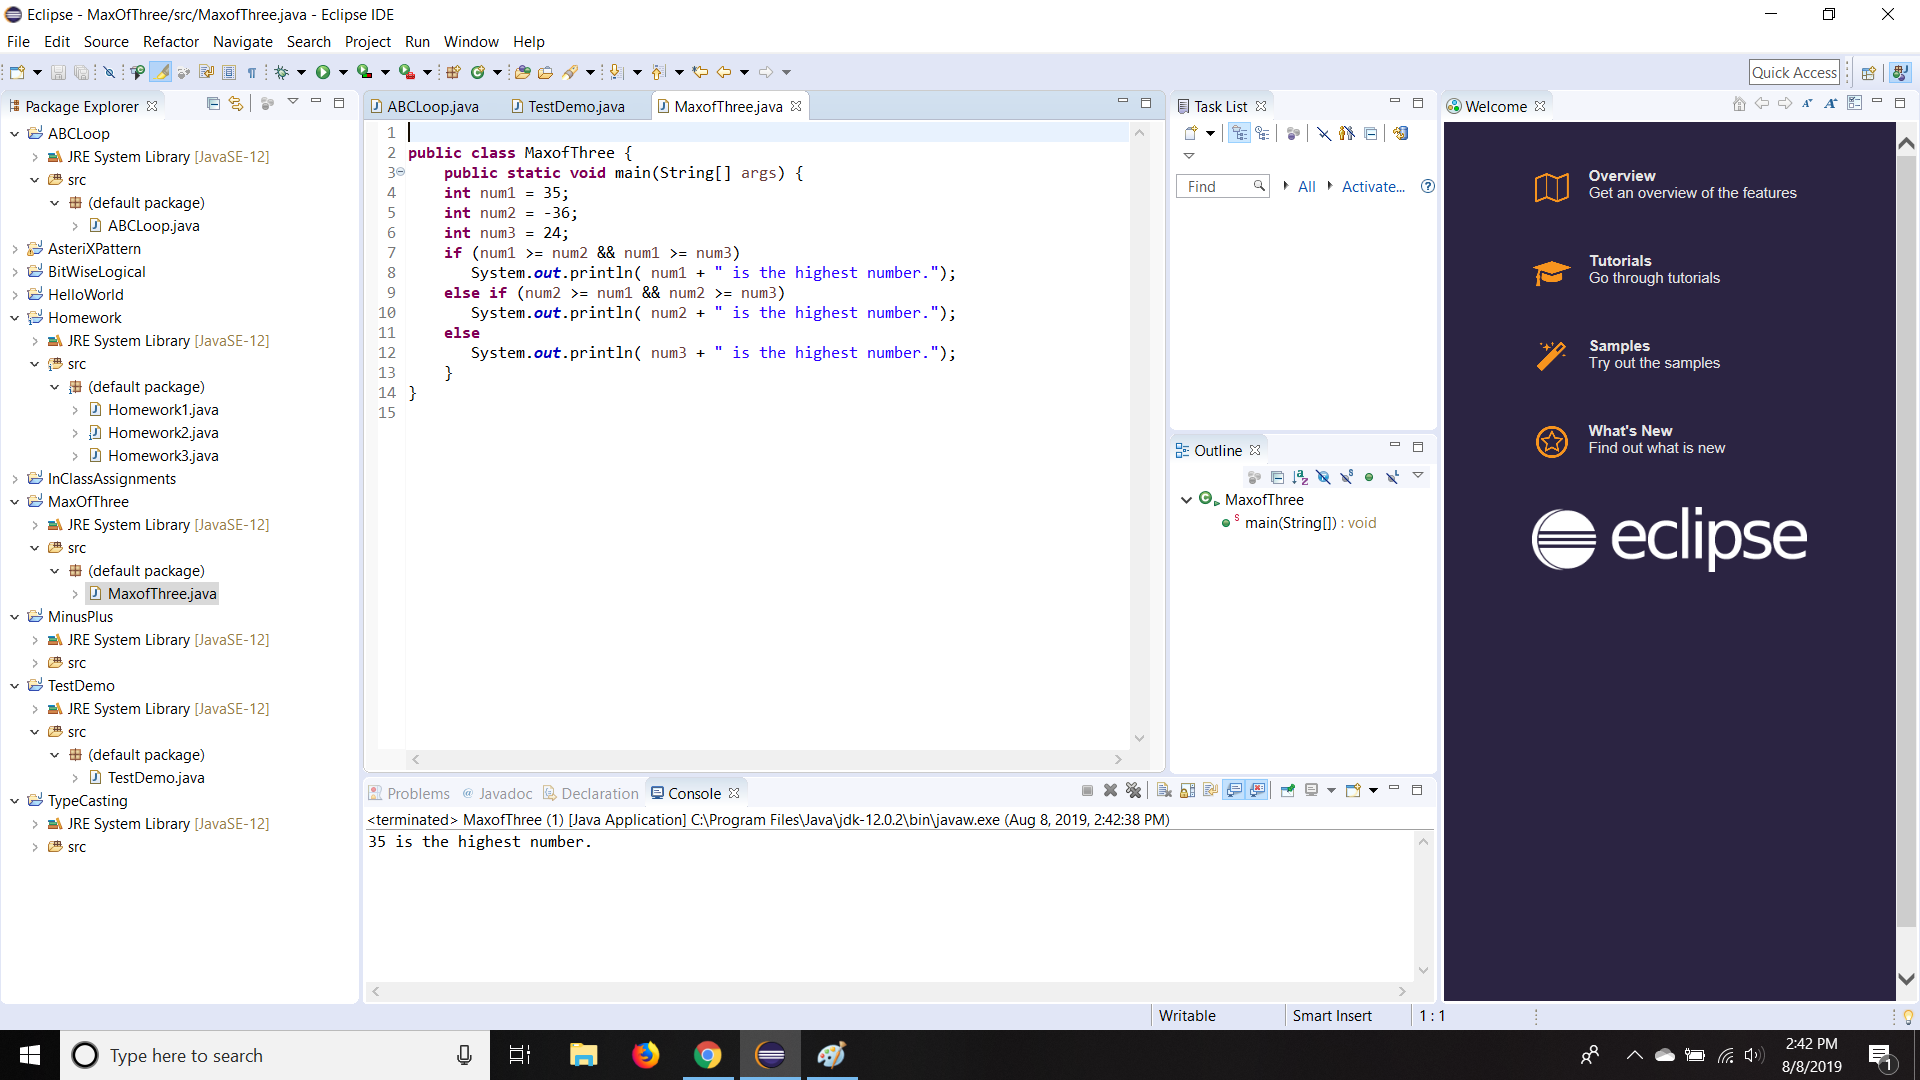 Eclipse - MaxOfThree/src/MaxofThree.java - Eclipse IDE
File Edit Source Refactor Navigate Search Project Run Window Help
Quick Access
Package Explorer
ABCLoop
JRE System Library [JavaSE-12]
src
(default package)
ABCLoop.java
AsteriXPattern
BitWiseLogical
HelloWorld
Homework
JRE System Library [JavaSE-12]
src
(default package)
Homework1.java
Homework2.java
Homework3.java
InClassAssignments
MaxOfThree
JRE System Library [JavaSE-12]
src
(default package)
MaxofThree.java
MinusPlus
JRE System Library [JavaSE-12]
src
TestDemo
JRE System Library [JavaSE-12]
src
(default package)
TestDemo.java
TypeCasting
JRE System Library [JavaSE-12]
src
ABCLoop.java TestDemo.java MaxofThree.java
1
2 public class MaxofThree {
3 public static void main(String[] args) {
4 int num1 = 35;
5 int num2 = -36;
6 int num3 = 24;
7 if (num1 >= num2 && num1 >= num3)
8 System.out.println( num1 + " is the highest number.");
9 else if (num2 >= num1 && num2 >= num3)
10 System.out.println( num2 + " is the highest number.");
11 else
12 System.out.println( num3 + " is the highest number.");
13 }
14 }
15
Task List
Find All Activate...
Outline
MaxofThree
main(String[]) : void
Welcome
Overview
Get an overview of the features
Tutorials
Go through tutorials
Samples
Try out the samples
What's New
Find out what is new
eclipse
Problems @ Javadoc Declaration Console
<terminated> MaxofThree (1) [Java Application] C:\Program Files\Java\jdk-12.0.2\bin\javaw.exe (Aug 8, 2019, 2:42:38 PM)
35 is the highest number.
Writable Smart Insert 1 : 1
Type here to search
2:42 PM
8/8/2019
1